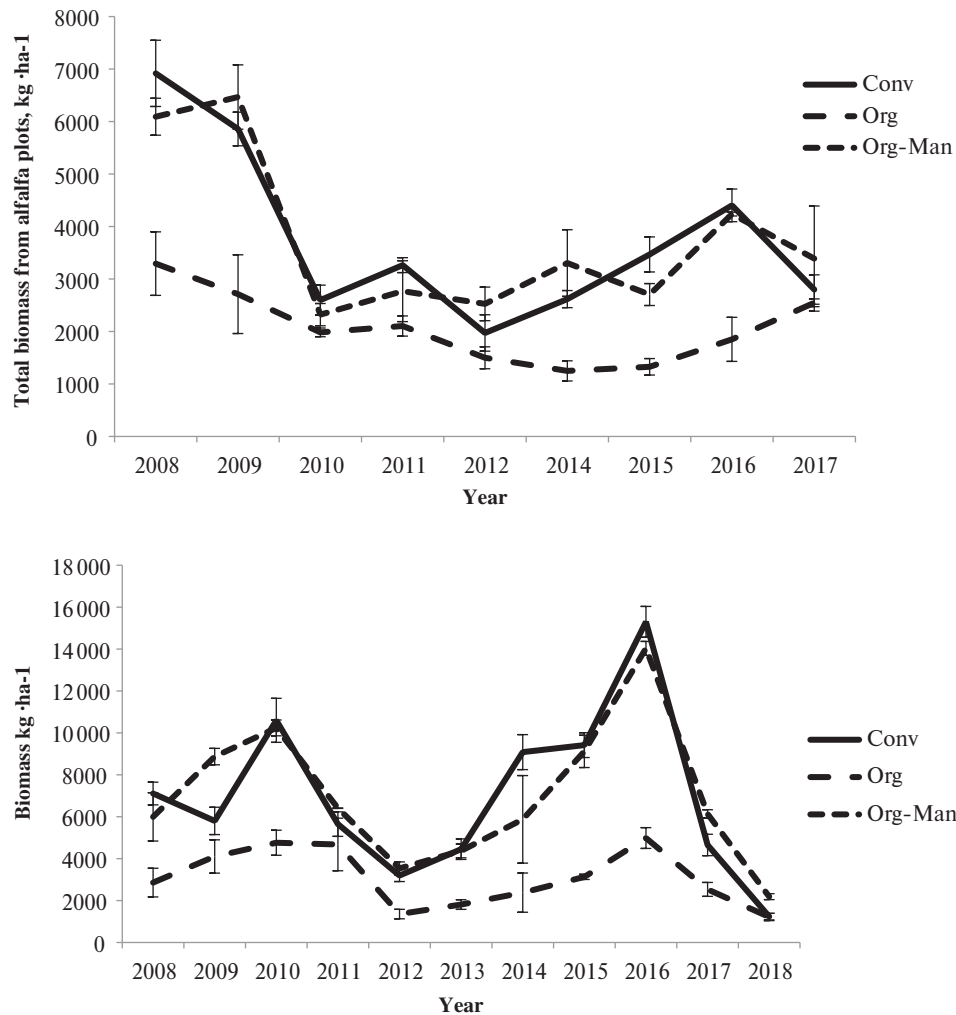 Total biomass from alfalfa plots, kg·ha-1
8000
7000
6000
5000
4000
3000
2000
1000
0
Conv
Org
Org-Man
2008 2009 2010 2011 2012 2014 2015 2016 2017
Year
Biomass kg·ha-1
18 000
16 000
14 000
12 000
10 000
8000
6000
4000
2000
0
Conv
Org
Org-Man
2008 2009 2010 2011 2012 2013 2014 2015 2016 2017 2018
Year